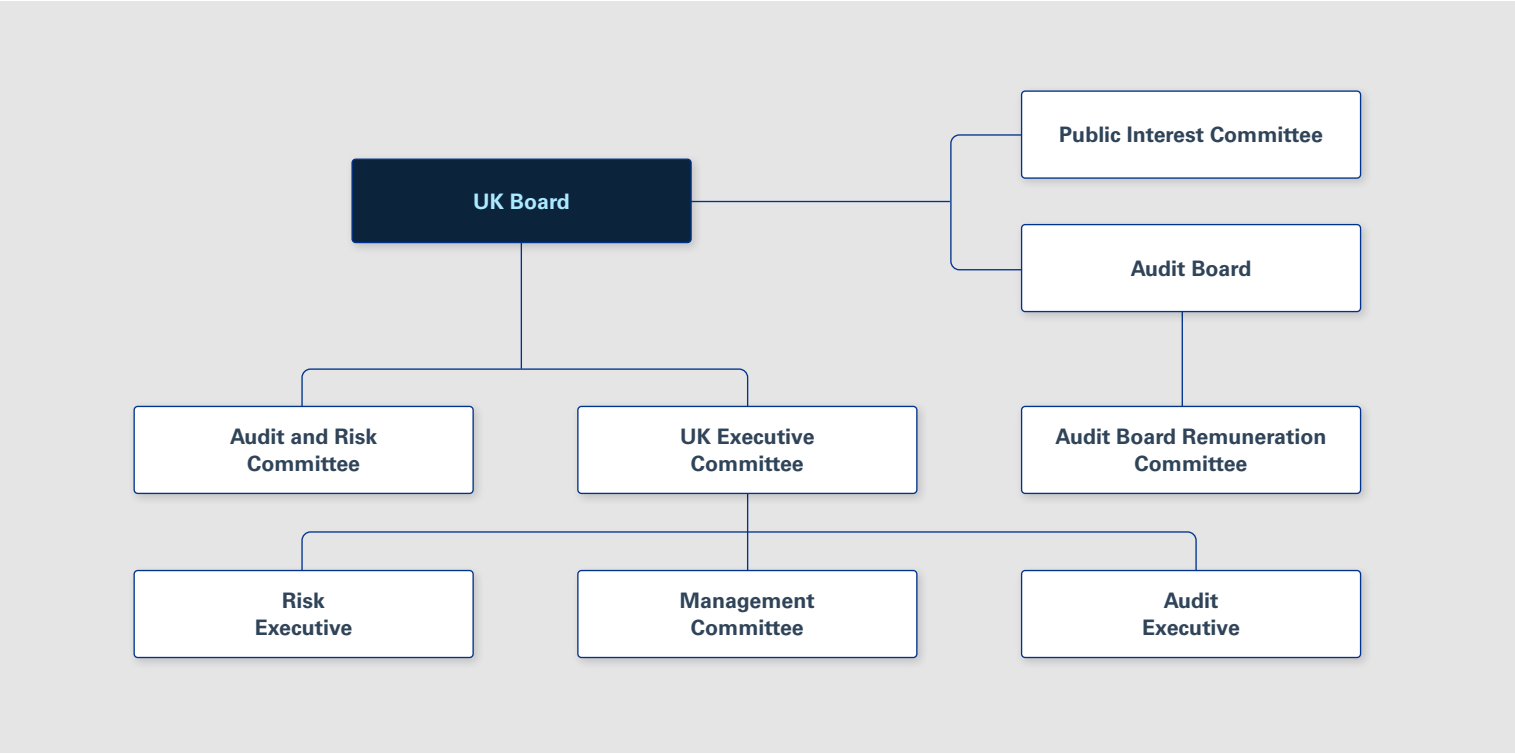 Public Interest Committee
UK Board
Audit Board
Audit and Risk
Committee
UK Executive
Committee
Audit Board Remuneration
Committee
Risk
Executive
Management
Committee
Audit
Executive